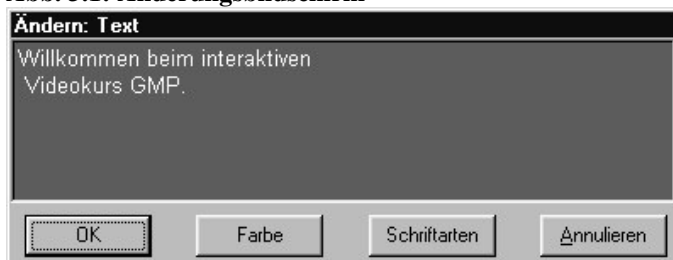 Ändern: Text
Willkommen beim interaktiven
Videokurs GMP.
OK Farbe Schriftarten Annulieren